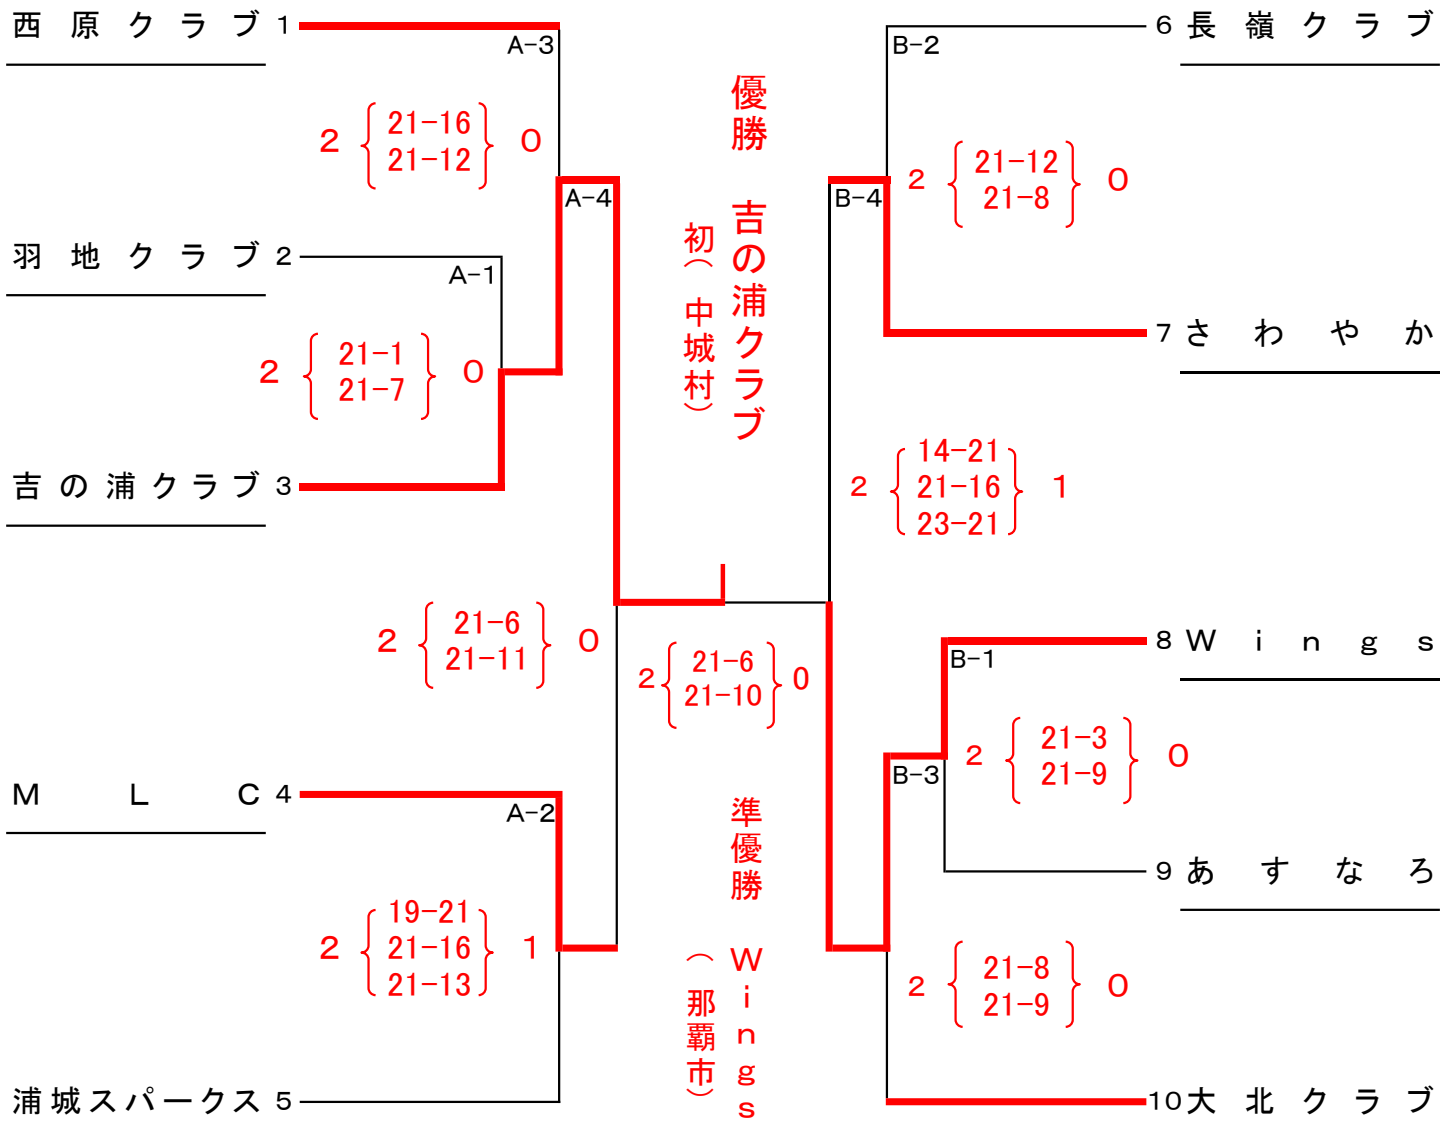 西原クラブ 1
A-3
2 21-16 0
21-12
羽地クラブ 2
A-1
2 21-1 0
21-7
吉の浦クラブ 3
A-4
2 21-6 0
21-11
MLC 4
A-2
2 19-21 1
21-16
21-13
浦城スパークス 5
優勝 吉の浦クラブ
初(中城村)
2 21-6 0
21-10
準優勝 Wings
(那覇市)
6 長嶺クラブ
B-2
2 21-12 0
21-8
B-4
7 さわやか
2 14-21 1
21-16
23-21
8 Wings
B-1
2 21-3 0
21-9
B-3
9 あすなろ
2 21-8 0
21-9
10 大北クラブ